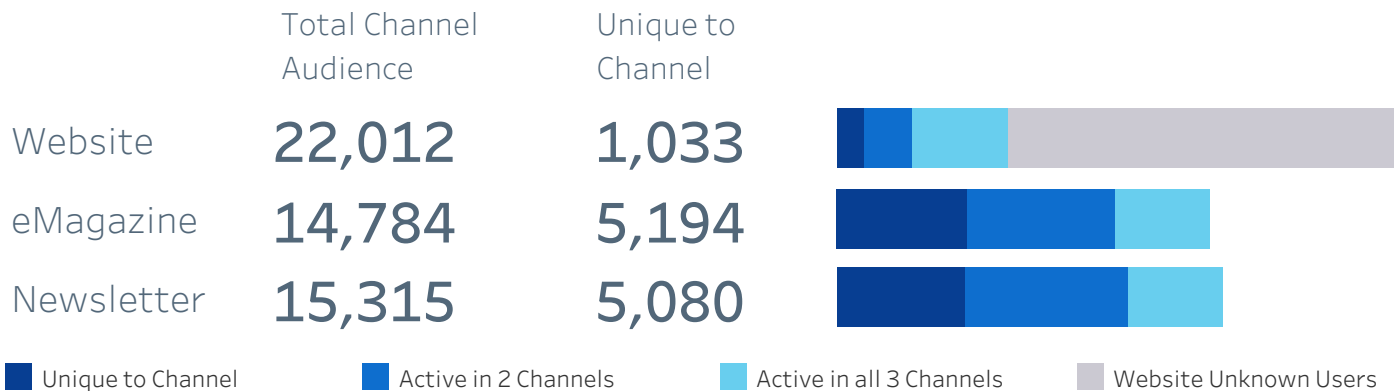 Total Channel
Audience
Unique to
Channel
Website 22,012 1,033
eMagazine 14,784 5,194
Newsletter 15,315 5,080
Unique to Channel Active in 2 Channels Active in all 3 Channels Website Unknown Users